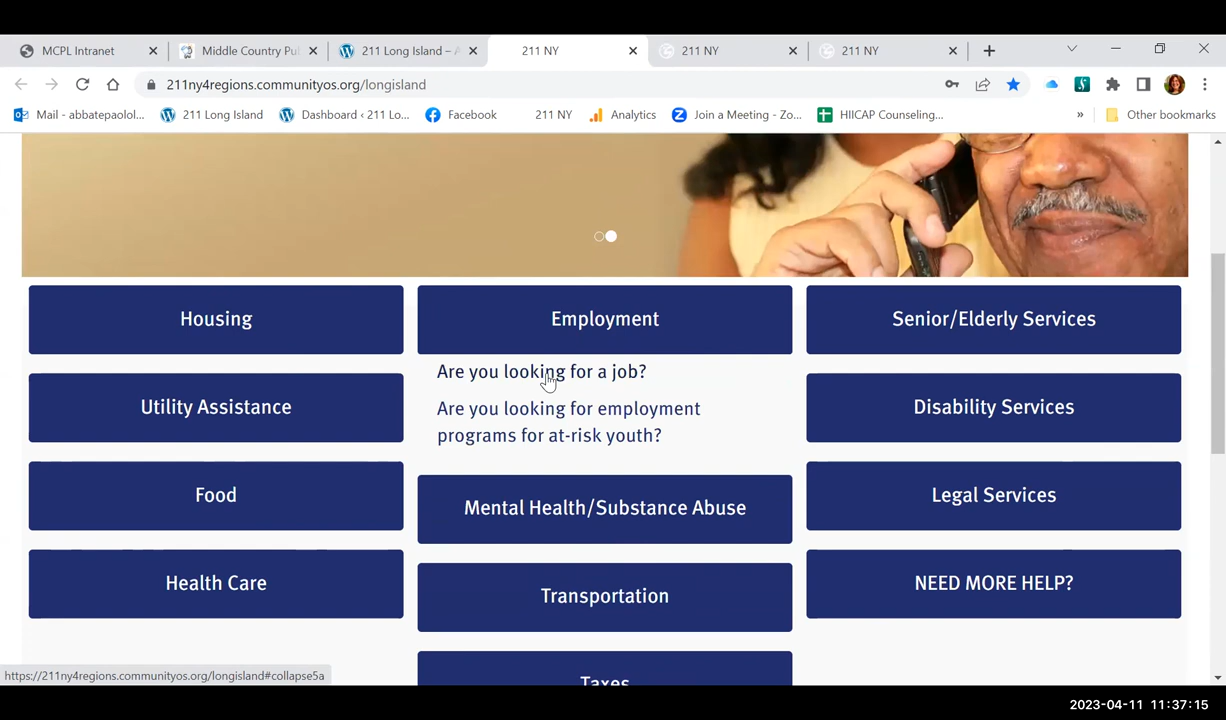 MCPL Intranet
Middle Country Pu
211 Long Island – A
211 NY
211 NY
211 NY
211ny4regions.communityos.org/longisland
Mail - abbatepaolol...
211 Long Island
Dashboard ‹ 211 Lo...
Facebook
211 NY
Analytics
Join a Meeting - Zo...
HIICAP Counseling...
»
Other bookmarks
Housing
Employment
Senior/Elderly Services
Are you looking for a job?
Utility Assistance
Are you looking for employment
programs for at-risk youth?
Disability Services
Food
Mental Health/Substance Abuse
Legal Services
Health Care
Transportation
NEED MORE HELP?
Taxes
https://211ny4regions.communityos.org/longisland#collapse5a
2023-04-11 11:37:15